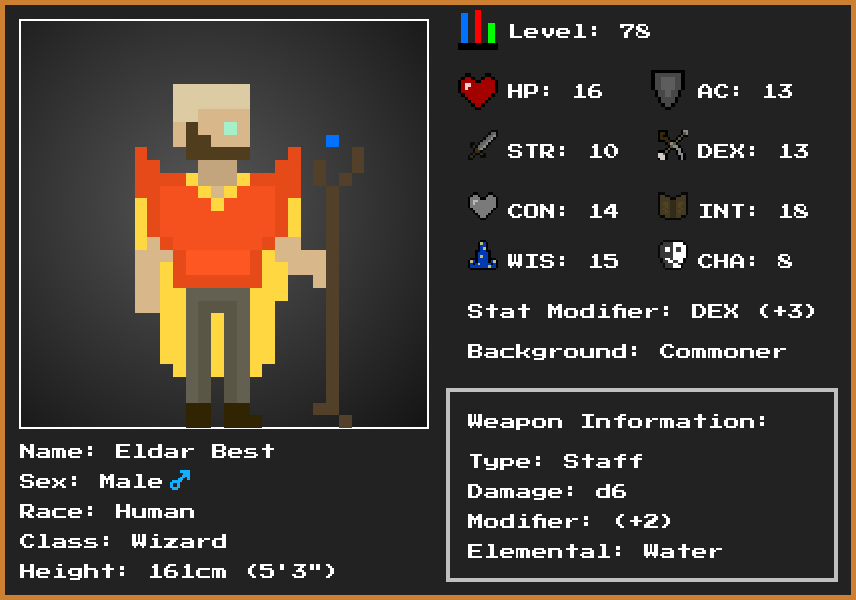 Level: 78
HP: 16
AC: 13
STR: 10
DEX: 13
CON: 14
INT: 18
WIS: 15
CHA: 8
Stat Modifier: DEX (+3)
Background: Commoner
Weapon Information:
Type: Staff
Damage: d6
Modifier: (+2)
Elemental: Water
Name: Eldar Best
Sex: Male ♂
Race: Human
Class: Wizard
Height: 161cm (5'3")